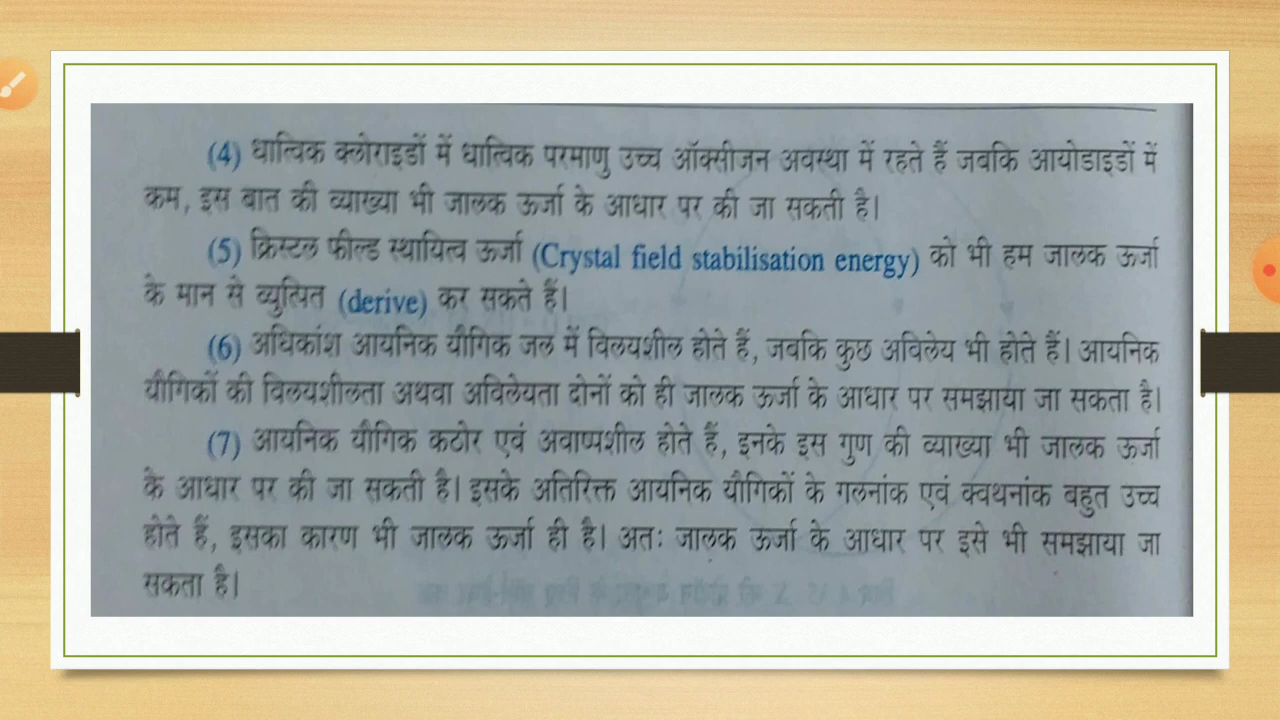 (4) धात्विक क्लोराइडों में धात्विक परमाणु उच्च ऑक्सीजन अवस्था में रहते हैं जबकि आयोडाइडों में
कम, इस बात की व्याख्या भी जालक ऊर्जा के आधार पर की जा सकती है।
(5) क्रिस्टल फील्ड स्थायित्व ऊर्जा (Crystal field stabilisation energy) को भी हम जालक ऊर्जा
के मान से व्युत्पित (derive) कर सकते हैं।
(6) अधिकांश आयनिक यौगिक जल में विलयशील होते हैं, जबकि कुछ अविलेय भी होते हैं। आयनिक
यौगिकों की विलयशीलता अथवा अविलेयता दोनों को ही जालक ऊर्जा के आधार पर समझाया जा सकता है।
(7) आयनिक यौगिक कठोर एवं अवाष्पशील होते हैं, इनके इस गुण की व्याख्या भी जालक ऊर्जा
के आधार पर की जा सकती है। इसके अतिरिक्त आयनिक यौगिकों के गलनांक एवं क्वथनांक बहुत उच्च
होते हैं, इसका कारण भी जालक ऊर्जा ही है। अतः जालक ऊर्जा के आधार पर इसे भी समझाया जा
सकता है।